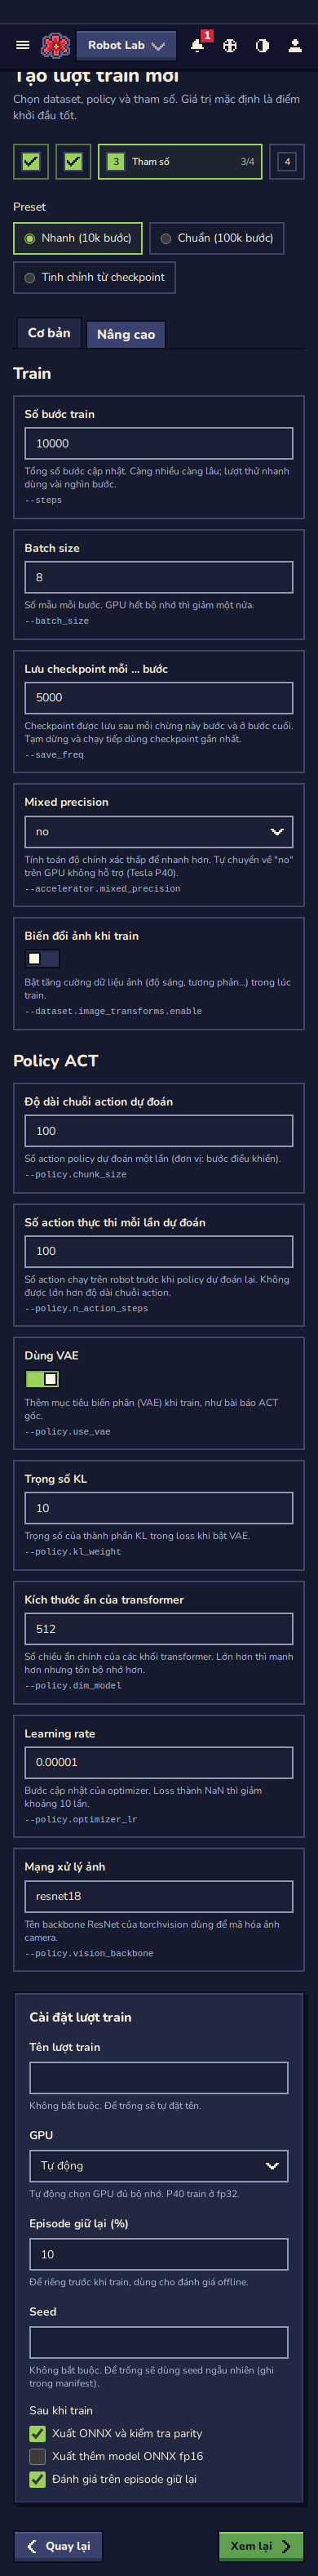 Robot Lab
1
Tạo lượt train mới
Chọn dataset, policy và tham số. Giá trị mặc định là điểm
khởi đầu tốt.
3 Tham số 3/4
4
Preset
Nhanh (10k bước)
Chuẩn (100k bước)
Tinh chỉnh từ checkpoint
Cơ bản
Nâng cao
Train
Số bước train
10000
Tổng số bước cập nhật. Càng nhiều càng lâu; lượt thử nhanh
dùng vài nghìn bước.
--steps
Batch size
8
Số mẫu mỗi bước. GPU hết bộ nhớ thì giảm một nửa.
--batch_size
Lưu checkpoint mỗi ... bước
5000
Checkpoint được lưu sau mỗi chừng này bước và ở bước cuối.
Tạm dừng và chạy tiếp dùng checkpoint gần nhất.
--save_freq
Mixed precision
no
Tính toán độ chính xác thấp để nhanh hơn. Tự chuyển về "no"
trên GPU không hỗ trợ (Tesla P40).
--accelerator.mixed_precision
Biến đổi ảnh khi train
Bật tăng cường dữ liệu ảnh (độ sáng, tương phản...) trong lúc
train.
--dataset.image_transforms.enable
Policy ACT
Độ dài chuỗi action dự đoán
100
Số action policy dự đoán một lần (đơn vị: bước điều khiển).
--policy.chunk_size
Số action thực thi mỗi lần dự đoán
100
Số action chạy trên robot trước khi policy dự đoán lại. Không
được lớn hơn độ dài chuỗi action.
--policy.n_action_steps
Dùng VAE
Thêm mục tiêu biến phân (VAE) khi train, như bài báo ACT
gốc.
--policy.use_vae
Trọng số KL
10
Trọng số của thành phần KL trong loss khi bật VAE.
--policy.kl_weight
Kích thước ẩn của transformer
512
Số chiều ẩn chính của các khối transformer. Lớn hơn thì mạnh
hơn nhưng tốn bộ nhớ hơn.
--policy.dim_model
Learning rate
0.00001
Bước cập nhật của optimizer. Loss thành NaN thì giảm
khoảng 10 lần.
--policy.optimizer_lr
Mạng xử lý ảnh
resnet18
Tên backbone ResNet của torchvision dùng để mã hóa ảnh
camera.
--policy.vision_backbone
Cài đặt lượt train
Tên lượt train
Không bắt buộc. Để trống sẽ tự đặt tên.
GPU
Tự động
Tự động chọn GPU đủ bộ nhớ. P40 train ở fp32.
Episode giữ lại (%)
10
Để riêng trước khi train, dùng cho đánh giá offline.
Seed
Không bắt buộc. Để trống sẽ dùng seed ngẫu nhiên (ghi
trong manifest).
Sau khi train
Xuất ONNX và kiểm tra parity
Xuất thêm model ONNX fp16
Đánh giá trên episode giữ lại
Quay lại
Xem lại